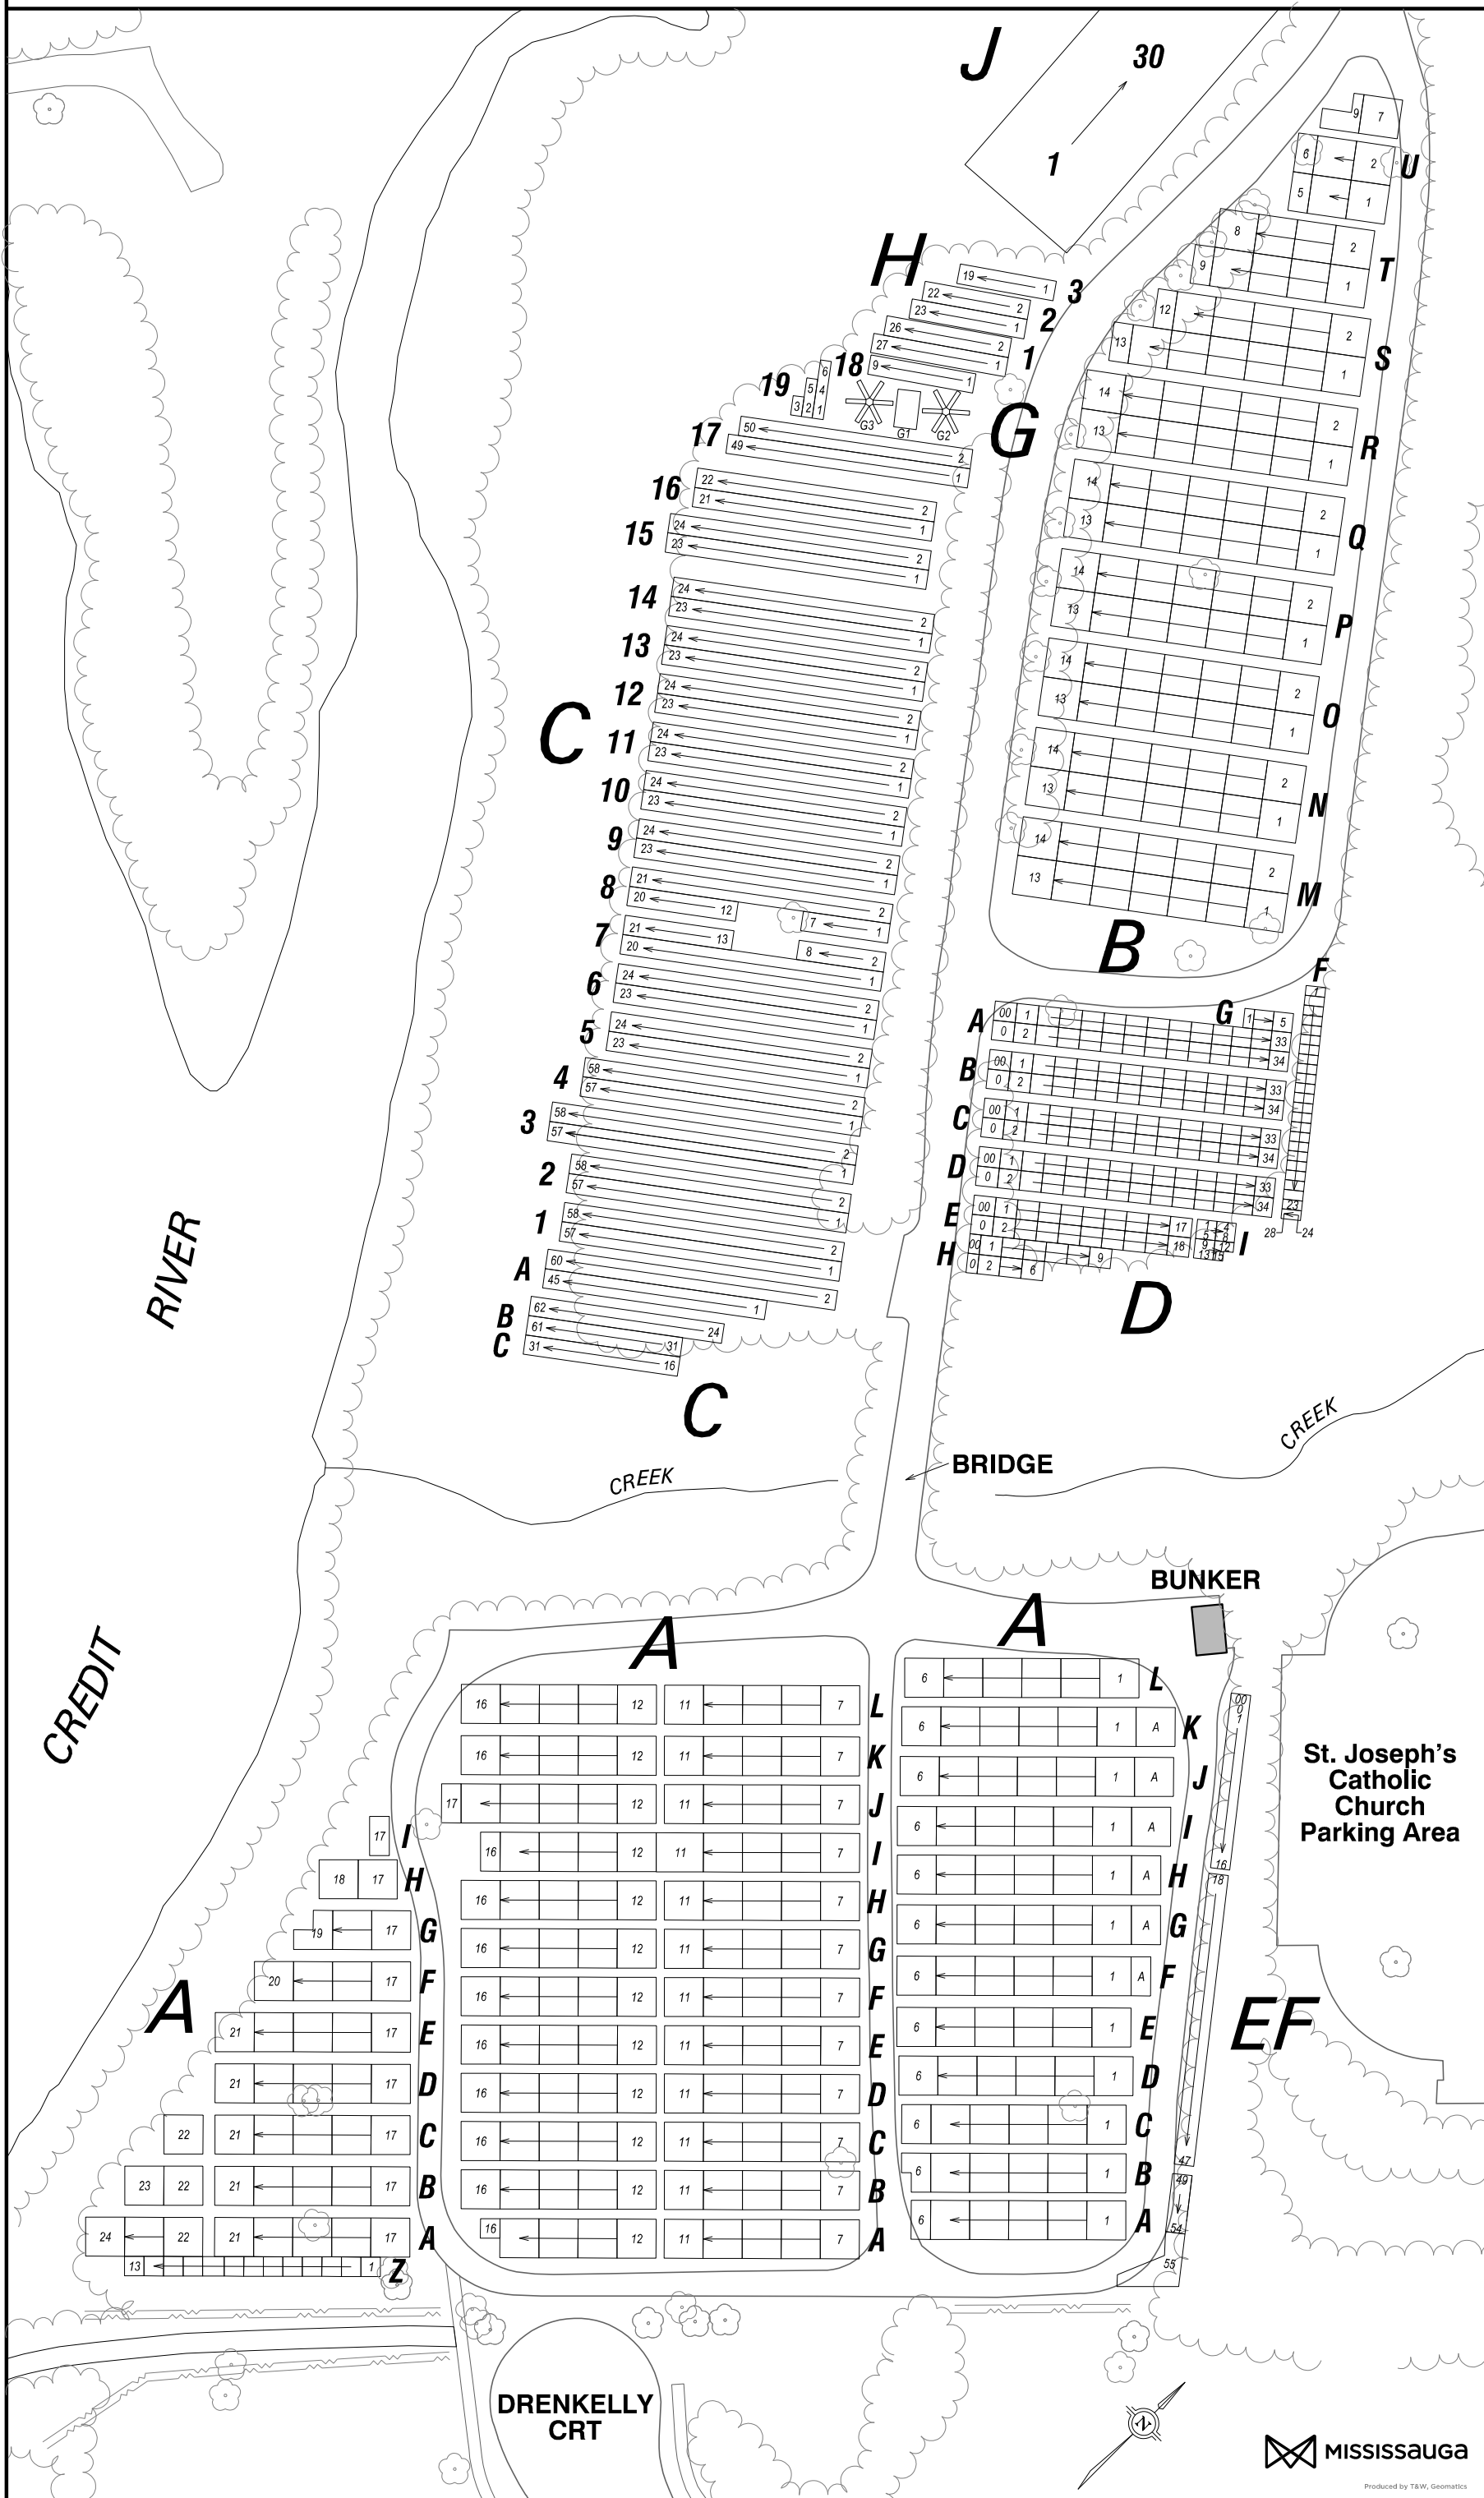 J
30
1
9 7
6 2 U
5 1
8 2
9 1 T
12 2
13 1 S
14 2
13 1 R
14 2
13 1 Q
14 2
13 1 P
14 2
13 1 O
14 2
13 1 N
14 2
13 1 M
B
H
19 1 3
22 2
23 1 2
26 2
27 1 1
18 9 1
19 6
5 4
3 2 1
G3 G1 G2
G
17 50 2
49 1
16 22 2
21 1
15 24 2
23 1
14 24 2
23 1
13 24 2
23 1
12 24 2
23 1
C
11 24 2
23 1
10 24 2
23 1
9 24 2
23 1
8 21 2
20 12 7 1
7 21 13 8 2
20 1
6 24 2
23 1
5 24 2
23 1
4 58 2
57 1
3 58 2
57 1
2 58 2
57 1
1 58 2
57 1
A 60 2
45 1
B 62 24
61 31
C 31 16
C
F
1
23
28 24
G 1 5
A 00 1 33
0 2 34
B 00 1 33
0 2 34
C 00 1 33
0 2 34
D 00 1 33
0 2 34
E 00 1 17
0 2 18
1 4
5 8
9 12
13 15
I
H 00 1 9
0 2 6
D
RIVER
CREEK
CREEK
BRIDGE
BUNKER
CREDIT
A
A
16 12 11 7 L
16 12 11 7 K
17 12 11 7 J
16 12 11 7 I
16 12 11 7 H
16 12 11 7 G
16 12 11 7 F
16 12 11 7 E
16 12 11 7 D
16 12 11 7 C
16 12 11 7 B
16 12 11 7 A
6 1 L
6 1 A K
6 1 A J
6 1 A I
6 1 A H
6 1 A G
6 1 A F
6 1 E
6 1 D
6 1 C
6 1 B
6 1 A
00
0
1
16
18
47
49
54
55
EF
St. Joseph's
Catholic
Church
Parking Area
17 I
18 17 H
19 17 G
20 17 F
A
21 17 E
21 17 D
22 21 17 C
23 22 21 17 B
24 22 21 17 A
13 1 Z
DRENKELLY
CRT
N
MISSISSAUGA
Produced by T&W, Geomatics